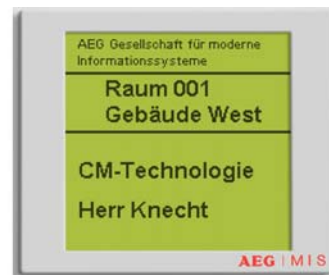 AEG Gesellschaft für moderne
Informationssysteme
Raum 001
Gebäude West
CM-Technologie
Herr Knecht
AEG | MIS